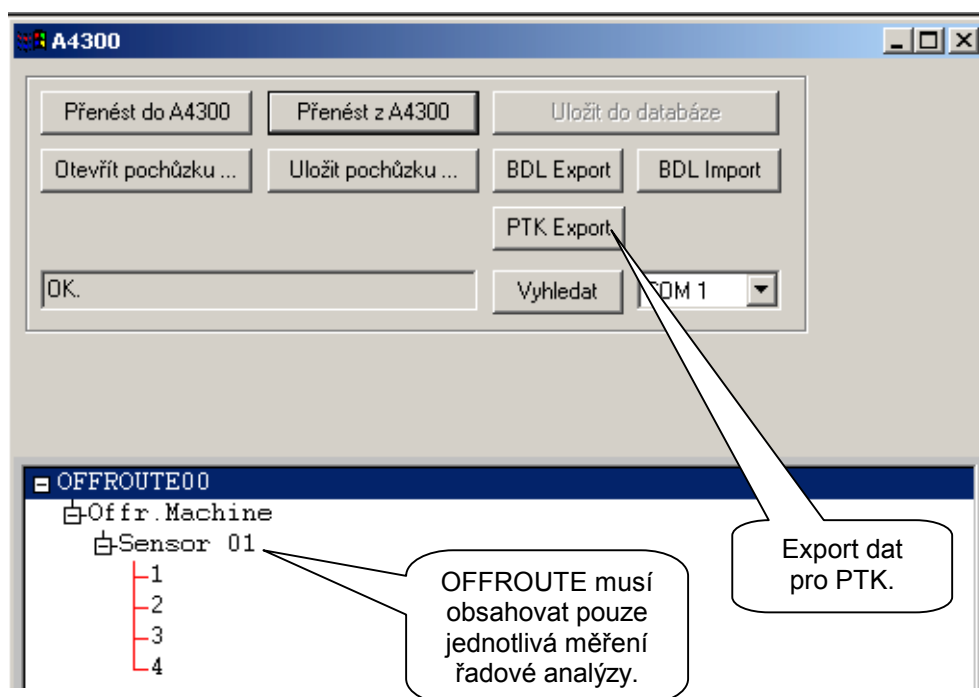 A4300
Přenést do A4300
Přenést z A4300
Uložit do databáze
Otevřít pochůzku ...
Uložit pochůzku ...
BDL Export
BDL Import
PTK Export
OK.
Vyhledat
COM 1
OFFROUTE00
Offr.Machine
Sensor 01
1
2
3
4
OFFROUTE musí
obsahovat pouze
jednotlivá měření
řadové analýzy.
Export dat
pro PTK.